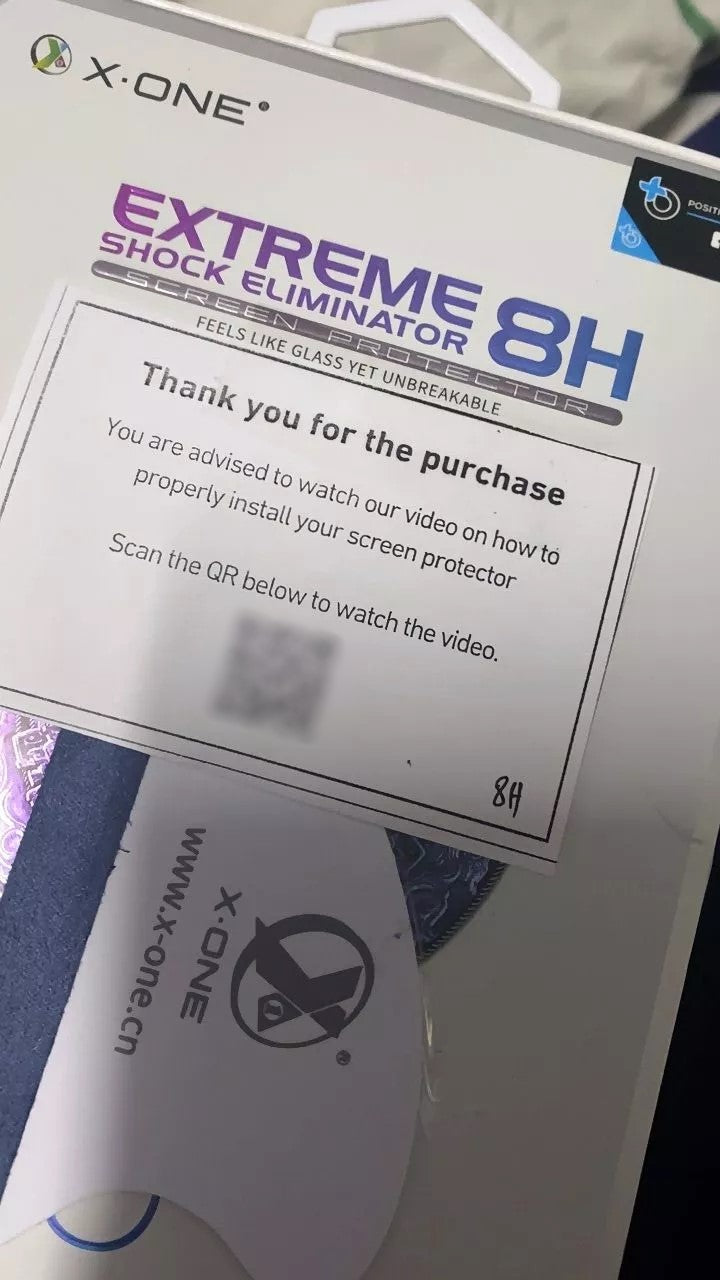 X·ONE®
EXTREME 8H
SHOCK ELIMINATOR
SCREEN PROTECTOR
FEELS LIKE GLASS YET UNBREAKABLE
Thank you for the purchase
You are advised to watch our video on how to
properly install your screen protector
Scan the QR below to watch the video.
8H
X·ONE
www.x-one.cn